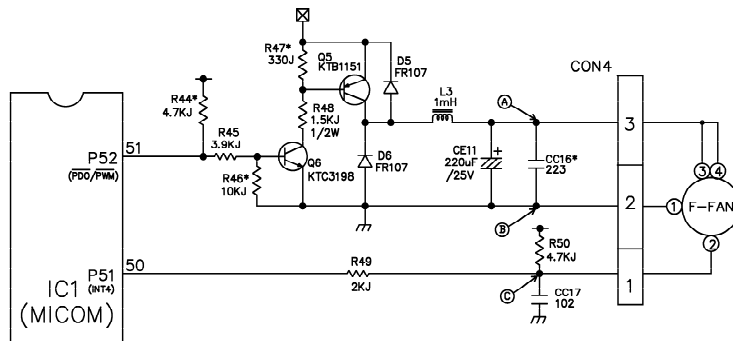 R47*
330J
Q5
KTB1151
D5
FR107
CON4
L3
1mH
A
R44*
4.7KJ
R48
1.5KJ
1/2W
3
R45
3.9KJ
51
P52
(PDO/PWM)
CE11
220uF
/25V
+
CC16*
223
3
4
R46*
10KJ
Q6
KTC3198
D6
FR107
F-FAN
1
2
B
2
R50
4.7KJ
P51
(INT4)
50
R49
2KJ
C
CC17
102
1
IC1
(MICOM)